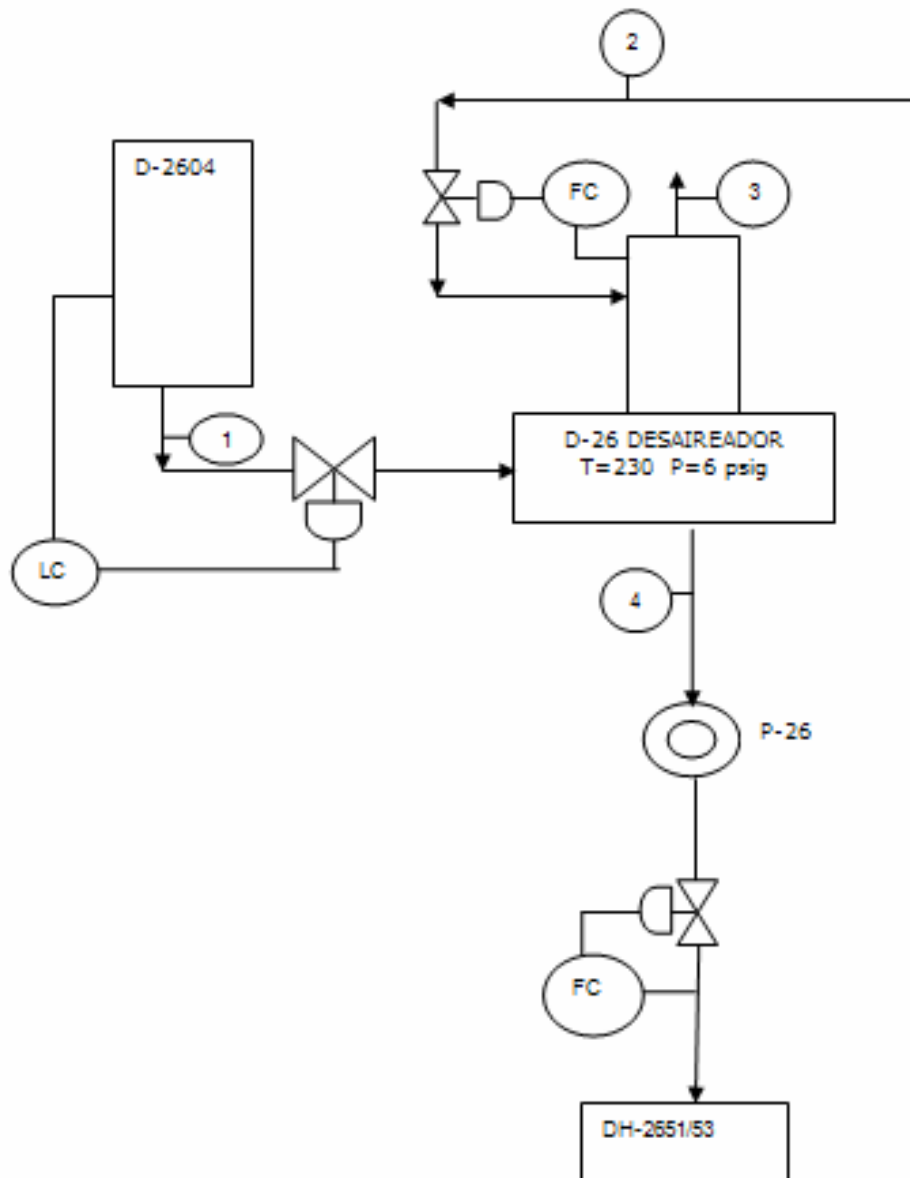 2
D-2604
FC
3
1
D-26 DESAIREADOR
T=230 P=6 psig
LC
4
P-26
FC
DH-2651/53